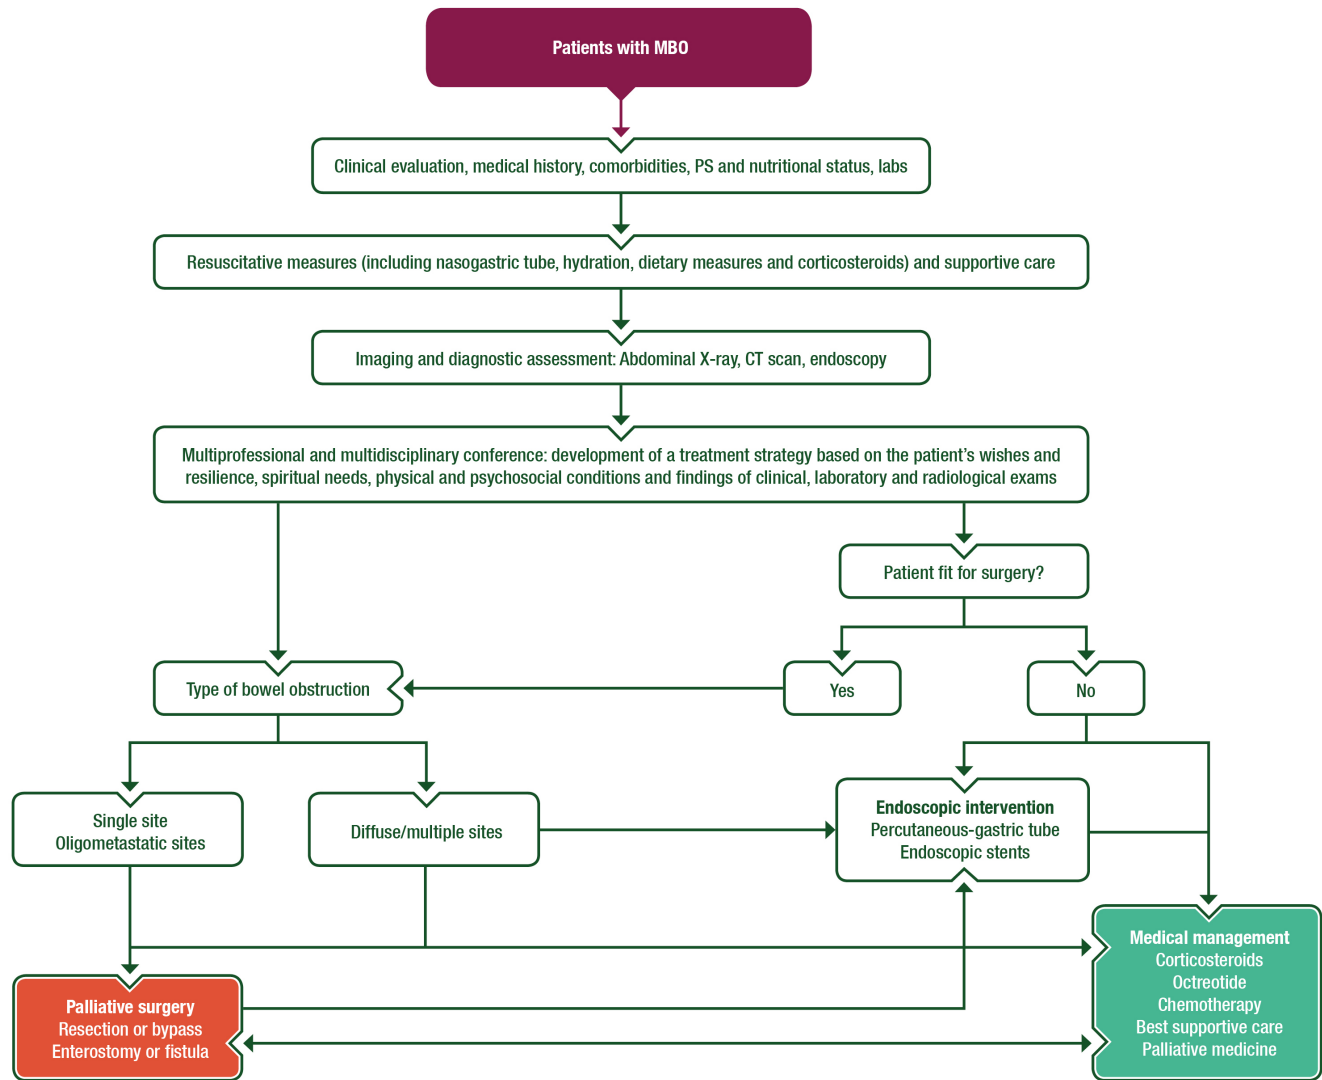 Patients with MBO
Clinical evaluation, medical history, comorbidities, PS and nutritional status, labs
Resuscitative measures (including nasogastric tube, hydration, dietary measures and corticosteroids) and supportive care
Imaging and diagnostic assessment: Abdominal X-ray, CT scan, endoscopy
Multiprofessional and multidisciplinary conference: development of a treatment strategy based on the patient’s wishes and
resilience, spiritual needs, physical and psychosocial conditions and findings of clinical, laboratory and radiological exams
Patient fit for surgery?
Type of bowel obstruction
Yes
No
Single site
Oligometastatic sites
Diffuse/multiple sites
Endoscopic intervention
Percutaneous-gastric tube
Endoscopic stents
Palliative surgery
Resection or bypass
Enterostomy or fistula
Medical management
Corticosteroids
Octreotide
Chemotherapy
Best supportive care
Palliative medicine